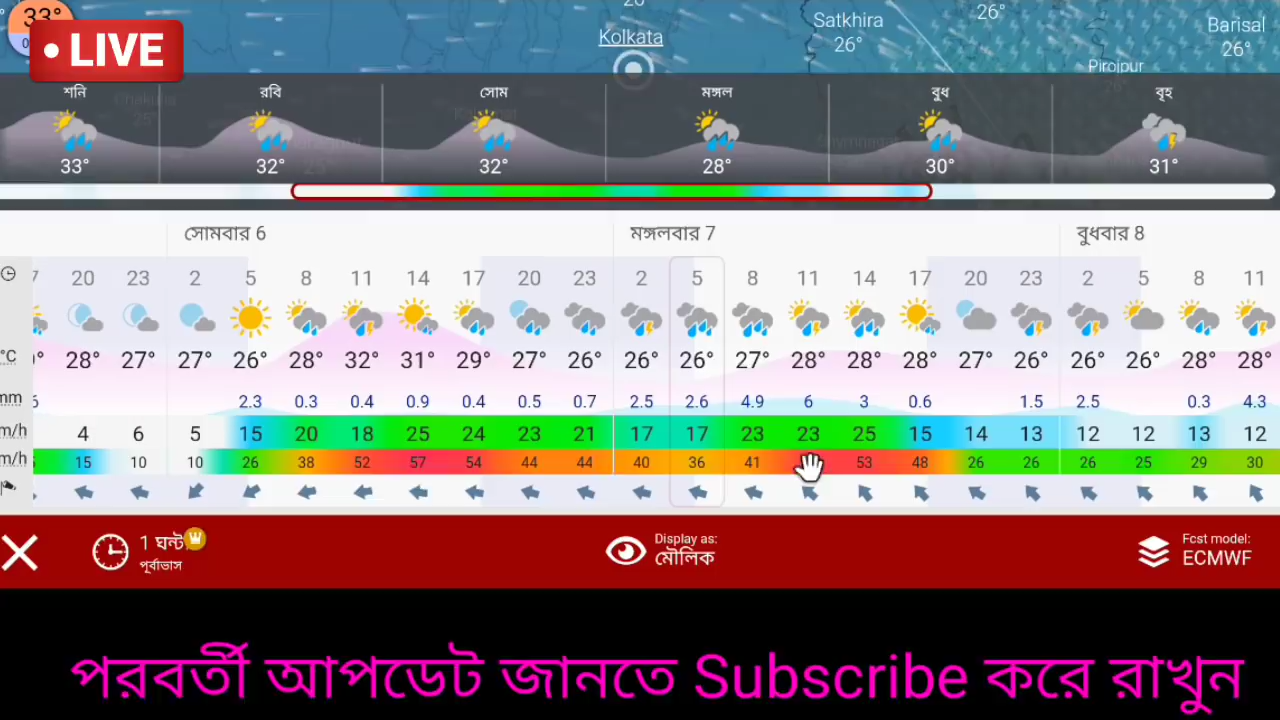 26°
33°
LIVE
Kolkata
Satkhira
26°
26°
Barisal
26°
Pirojpur
শনি রবি সোম মঙ্গল বুধ বৃহ
33° 32° 32° 28° 30° 31°
সোমবার 6 মঙ্গলবার 7 বুধবার 8
20 23 2 5 8 11 14 17 20 23 2 5 8 11 14 17 20 23 2 5 8 11
°C 28° 27° 27° 26° 28° 32° 31° 29° 27° 26° 26° 26° 27° 28° 28° 28° 27° 26° 26° 26° 28° 28°
mm 2.3 0.3 0.4 0.9 0.4 0.5 0.7 2.5 2.6 4.9 6 3 0.6 1.5 2.5 0.3 4.3
m/h 4 6 5 15 20 18 25 24 23 21 17 17 23 23 25 15 14 13 12 12 13 12
m/h 15 10 10 26 38 52 57 54 44 44 40 36 41 53 48 26 26 26 25 29 30
1 ঘন্টা
পূর্বাভাস
Display as:
মৌলিক
Fcst model:
ECMWF
পরবর্তী আপডেট জানতে Subscribe করে রাখুন